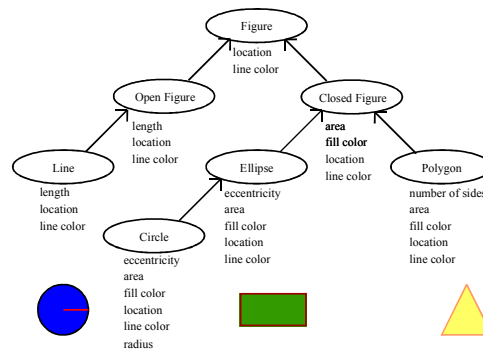 Figure
location
line color
Open Figure
length
location
line color
Closed Figure
area
fill color
location
line color
Line
length
location
line color
Ellipse
eccentricity
area
fill color
location
line color
Polygon
number of sides
area
fill color
location
line color
Circle
eccentricity
area
fill color
location
line color
radius